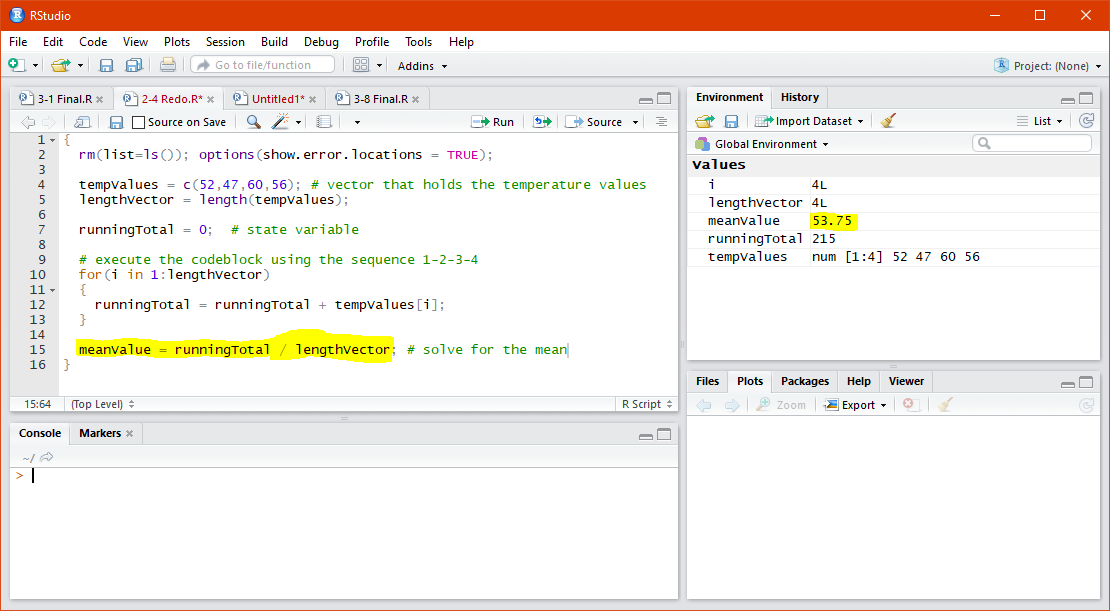 RStudio
File Edit Code View Plots Session Build Debug Profile Tools Help
Go to file/function Addins Project: (None)
3-1 Final.R 2-4 Redo.R* Untitled1* 3-8 Final.R
Source on Save Run Source
1 {
2 rm(list=ls()); options(show.error.locations = TRUE);
3
4 tempValues = c(52,47,60,56); # vector that holds the temperature values
5 lengthVector = length(tempValues);
6
7 runningTotal = 0; # state variable
8
9 # execute the codeblock using the sequence 1-2-3-4
10 for(i in 1:lengthVector)
11 {
12 runningTotal = runningTotal + tempValues[i];
13 }
14
15 meanValue = runningTotal / lengthVector; # solve for the mean
16 }
15:64 (Top Level) R Script
Console Markers
~/
>
Environment History
Import Dataset List
Global Environment
Values
i 4L
lengthVector 4L
meanValue 53.75
runningTotal 215
tempValues num [1:4] 52 47 60 56
Files Plots Packages Help Viewer
Zoom Export